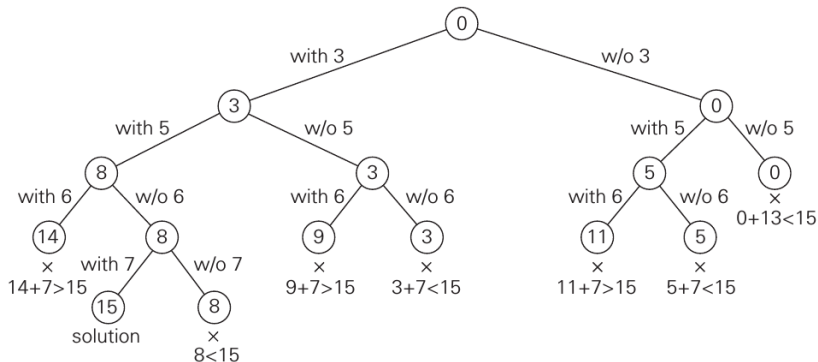 0
with 3
w/o 3
3
0
with 5
w/o 5
with 5
w/o 5
8
3
5
0
with 6
w/o 6
with 6
w/o 6
with 6
w/o 6
×
0+13<15
14
8
9
3
11
5
×
with 7
w/o 7
×
×
×
×
14+7>15
9+7>15
3+7<15
11+7>15
5+7<15
15
8
solution
×
8<15